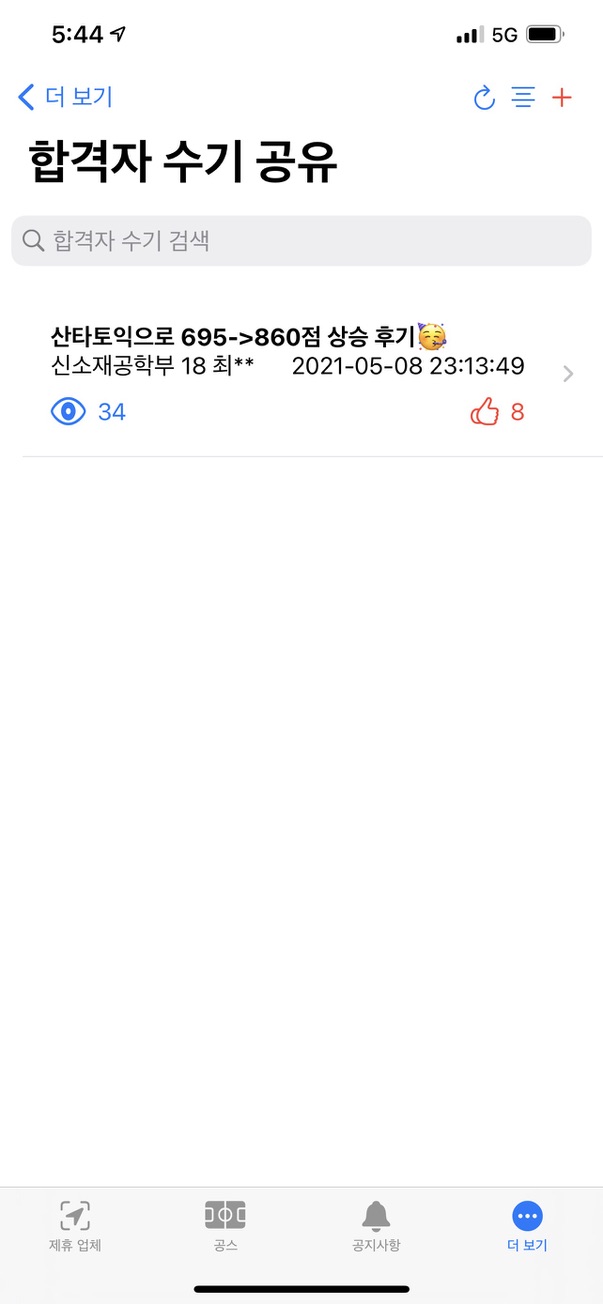 5:44 5G
더 보기
합격자 수기 공유
합격자 수기 검색
산타토익으로 695->860점 상승 후기🥳
신소재공학부 18 최** 2021-05-08 23:13:49
34 8
제휴 업체 공스 공지사항 더 보기